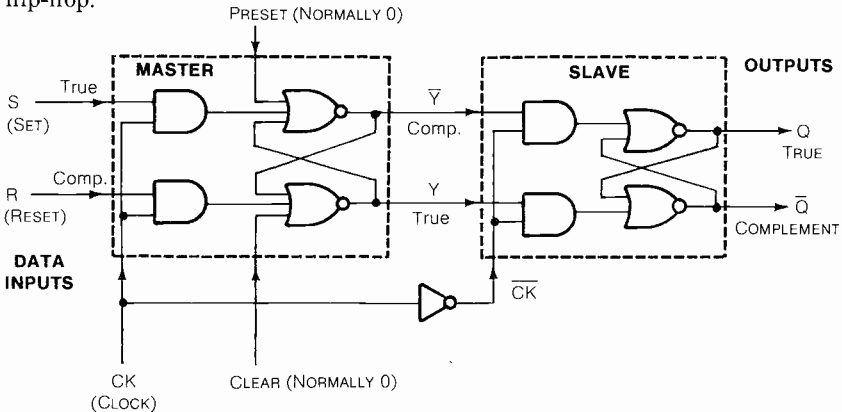 flip-flop.
PRESET (NORMALLY 0)
MASTER
SLAVE
OUTPUTS
S
(SET)
True
Y̅
Comp.
Q
TRUE
R
(RESET)
Comp.
Y
True
Q̅
COMPLEMENT
DATA
INPUTS
C̅K̅
CK
(CLOCK)
CLEAR (NORMALLY 0)